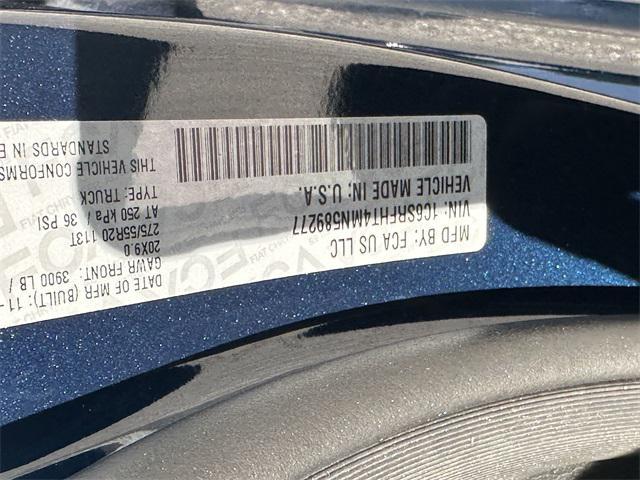 MFD BY: FCA US LLC
DATE OF MFR (BUILT): 11-
GAWR FRONT: 3900 LB /
20X9.0
275/55R20 113T
AT 250 kPa / 36 PSI
VIN: 1C6SRFHT4MN589277
TYPE: TRUCK
VEHICLE MADE IN: U.S.A.
THIS VEHICLE CONFORMS
STANDARDS IN E